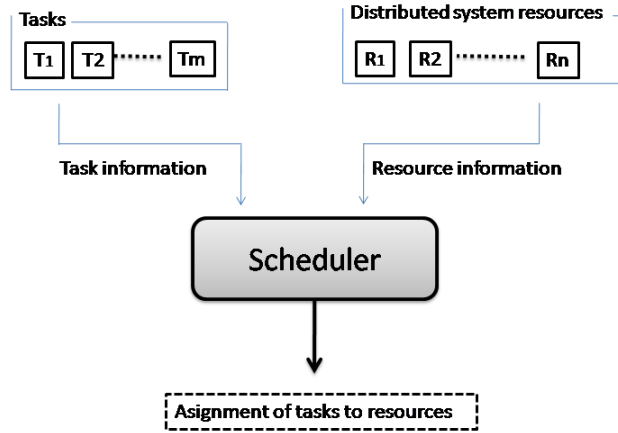 Tasks
T1 T2 Tm
Distributed system resources
R1 R2 Rn
Task information
Resource information
Scheduler
Asignment of tasks to resources